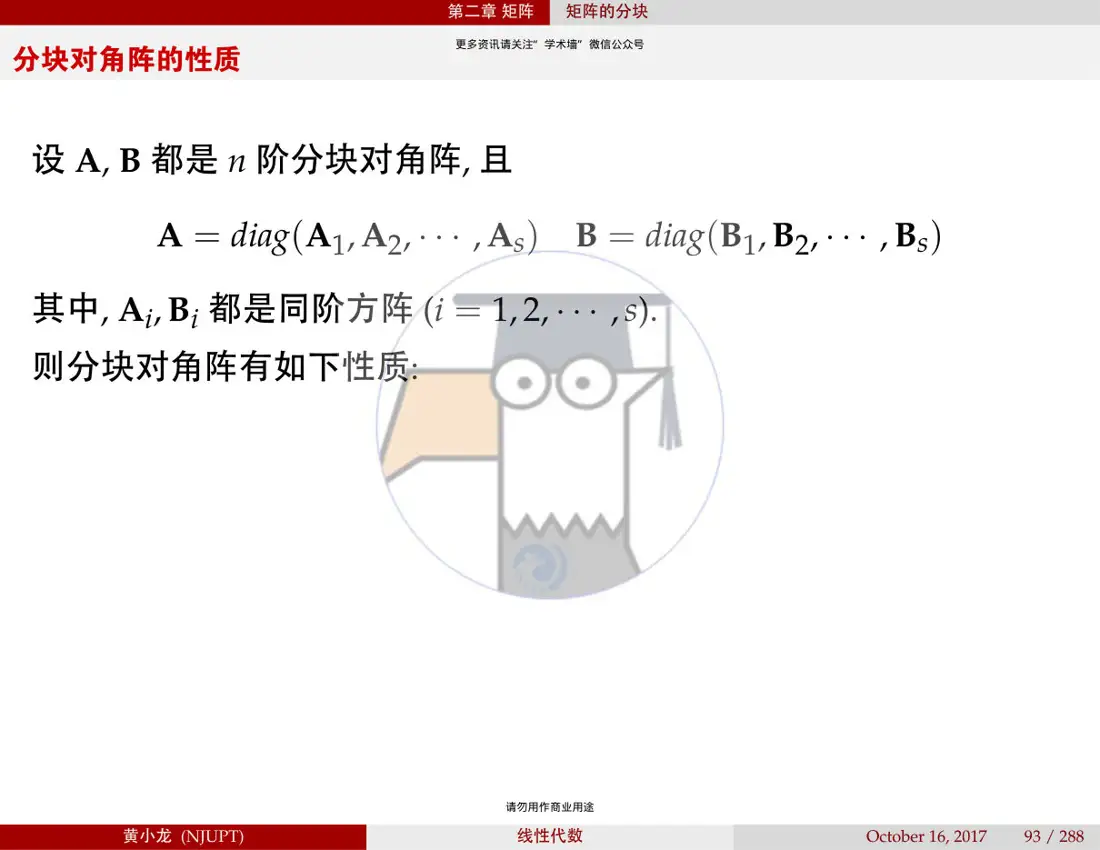 第二章 矩阵 矩阵的分块
更多资讯请关注“学术墙”微信公众号
分块对角阵的性质
设 A, B 都是 n 阶分块对角阵, 且
A = diag(A₁, A₂, ⋯ , Aₛ) B = diag(B₁, B₂, ⋯ , Bₛ)
其中, Aᵢ, Bᵢ 都是同阶方阵 (i = 1, 2, ⋯ , s).
则分块对角阵有如下性质:
请勿用作商业用途
黄小龙 (NJUPT) 线性代数 October 16, 2017 93 / 288